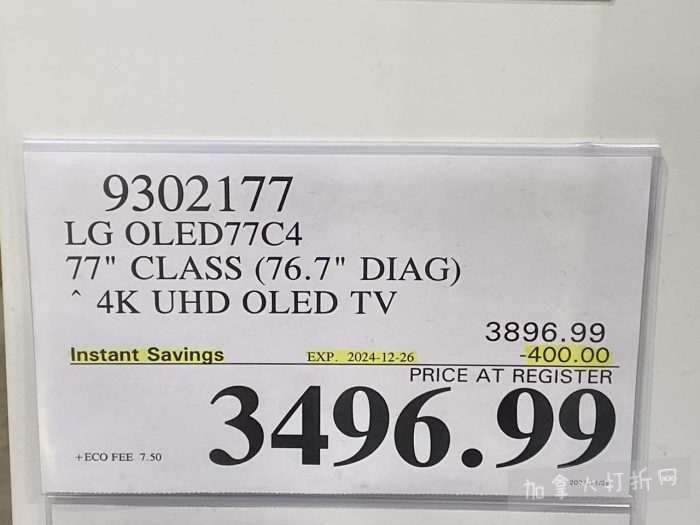 9302177
LG OLED77C4
77" CLASS (76.7" DIAG)
^ 4K UHD OLED TV
3896.99
Instant Savings EXP. 2024-12-26 -400.00
PRICE AT REGISTER
3496.99
+ECO FEE 7.50
加拿大打折网